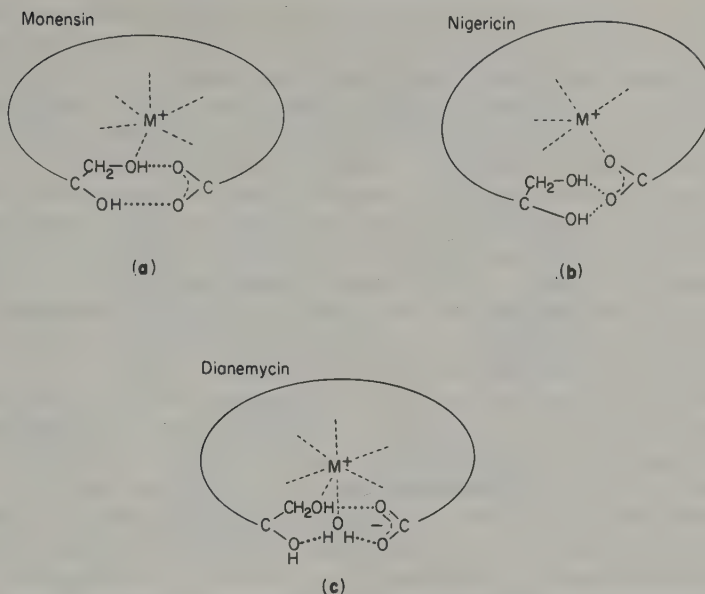 Monensin
M+
CH2–OH O
C C
OH O
(a)
Nigericin
M+
O
CH2–OH C
C O
OH
(b)
Dianemycin
M+
CH2OH O
C O – C
O H H O
H
(c)